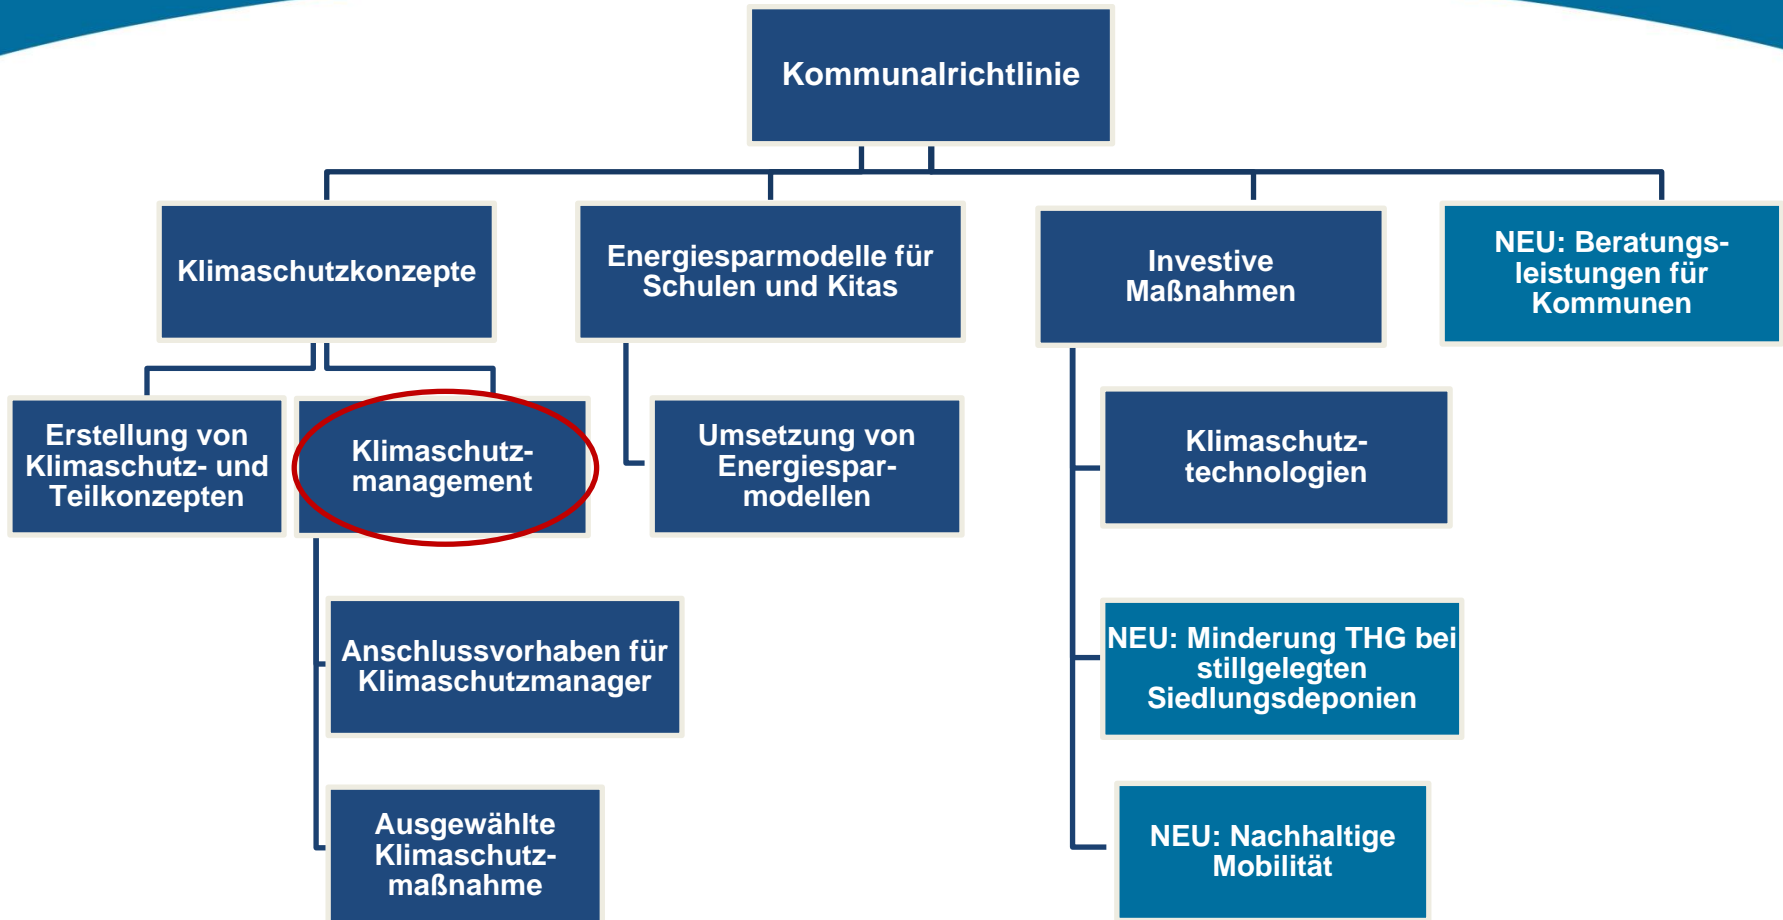 Kommunalrichtlinie
Klimaschutzkonzepte
Energiesparmodelle für
Schulen und Kitas
Investive
Maßnahmen
NEU: Beratungs-
leistungen für
Kommunen
Erstellung von
Klimaschutz- und
Teilkonzepten
Klimaschutz-
management
Umsetzung von
Energiespar-
modellen
Klimaschutz-
technologien
Anschlussvorhaben für
Klimaschutzmanager
NEU: Minderung THG bei
stillgelegten
Siedlungsdeponien
Ausgewählte
Klimaschutz-
maßnahme
NEU: Nachhaltige
Mobilität